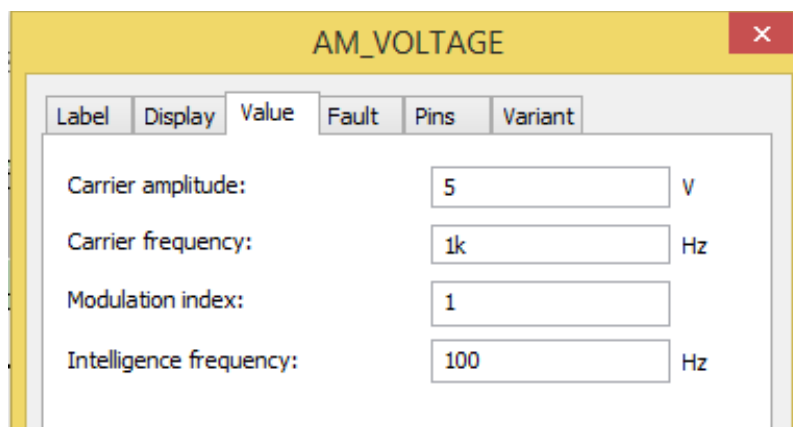 AM_VOLTAGE
Label Display Value Fault Pins Variant
Carrier amplitude: 5 V
Carrier frequency: 1k Hz
Modulation index: 1
Intelligence frequency: 100 Hz